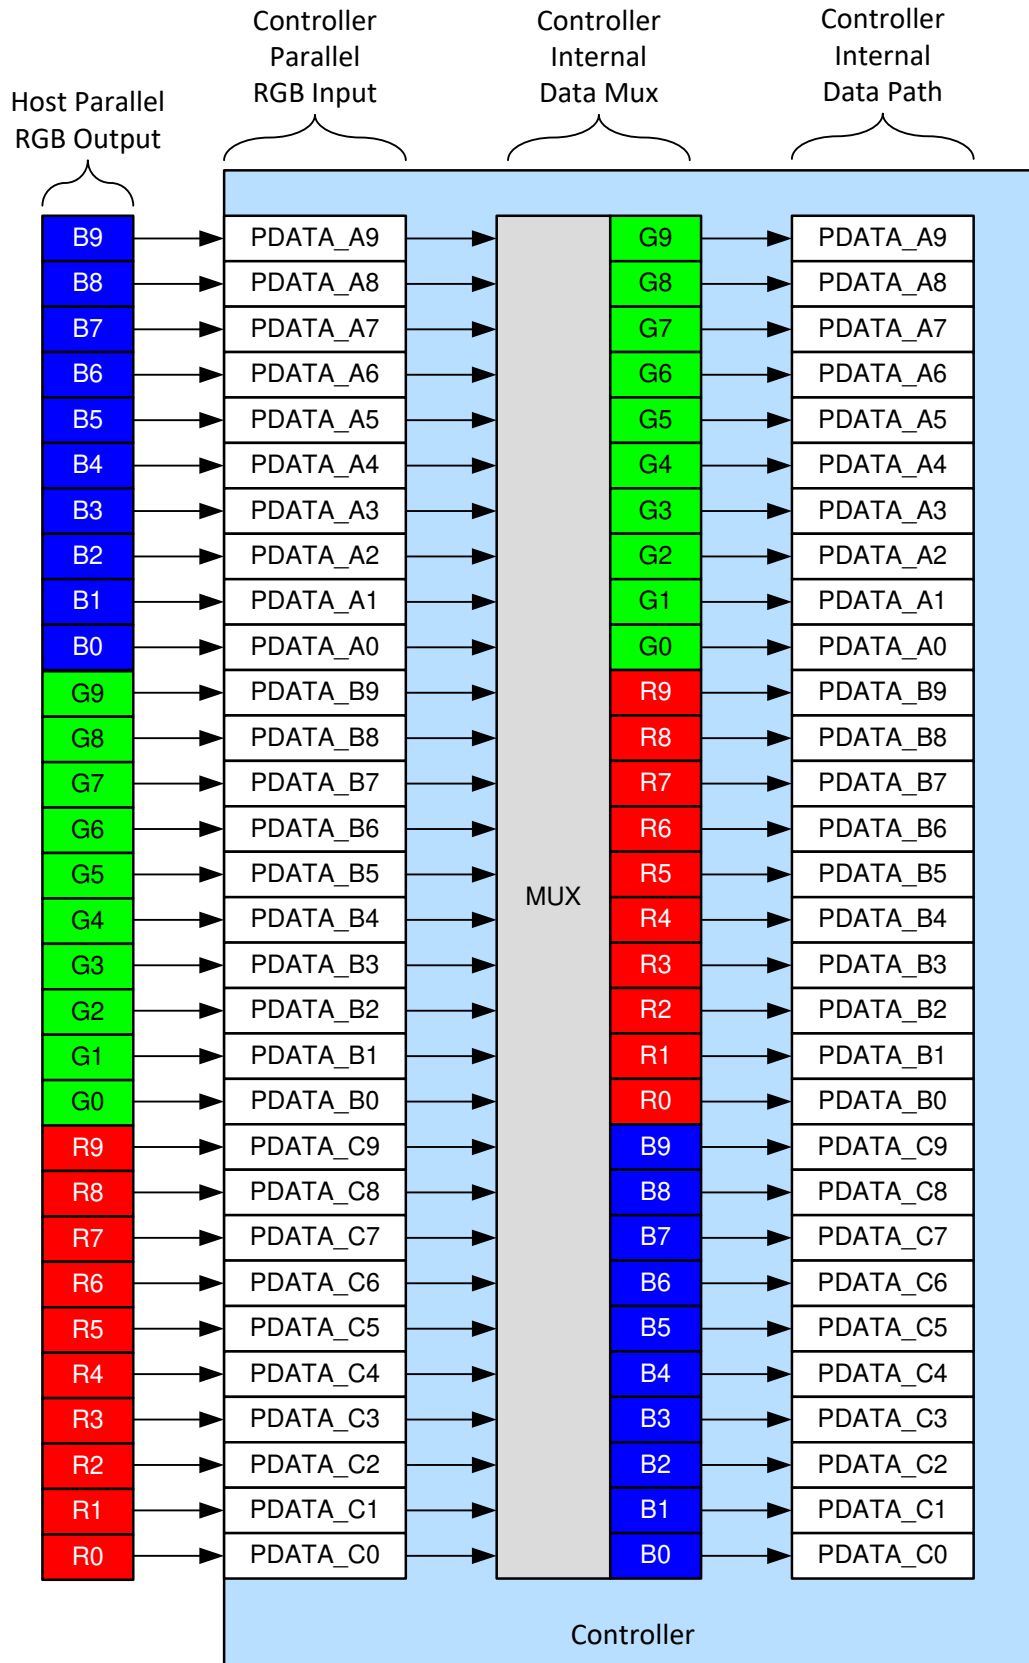 Host Parallel
RGB Output
Controller
Parallel
RGB Input
Controller
Internal
Data Mux
Controller
Internal
Data Path
B9 PDATA_A9 G9 PDATA_A9
B8 PDATA_A8 G8 PDATA_A8
B7 PDATA_A7 G7 PDATA_A7
B6 PDATA_A6 G6 PDATA_A6
B5 PDATA_A5 G5 PDATA_A5
B4 PDATA_A4 G4 PDATA_A4
B3 PDATA_A3 G3 PDATA_A3
B2 PDATA_A2 G2 PDATA_A2
B1 PDATA_A1 G1 PDATA_A1
B0 PDATA_A0 G0 PDATA_A0
G9 PDATA_B9 R9 PDATA_B9
G8 PDATA_B8 R8 PDATA_B8
G7 PDATA_B7 R7 PDATA_B7
G6 PDATA_B6 R6 PDATA_B6
G5 PDATA_B5 R5 PDATA_B5
MUX
G4 PDATA_B4 R4 PDATA_B4
G3 PDATA_B3 R3 PDATA_B3
G2 PDATA_B2 R2 PDATA_B2
G1 PDATA_B1 R1 PDATA_B1
G0 PDATA_B0 R0 PDATA_B0
R9 PDATA_C9 B9 PDATA_C9
R8 PDATA_C8 B8 PDATA_C8
R7 PDATA_C7 B7 PDATA_C7
R6 PDATA_C6 B6 PDATA_C6
R5 PDATA_C5 B5 PDATA_C5
R4 PDATA_C4 B4 PDATA_C4
R3 PDATA_C3 B3 PDATA_C3
R2 PDATA_C2 B2 PDATA_C2
R1 PDATA_C1 B1 PDATA_C1
R0 PDATA_C0 B0 PDATA_C0
Controller